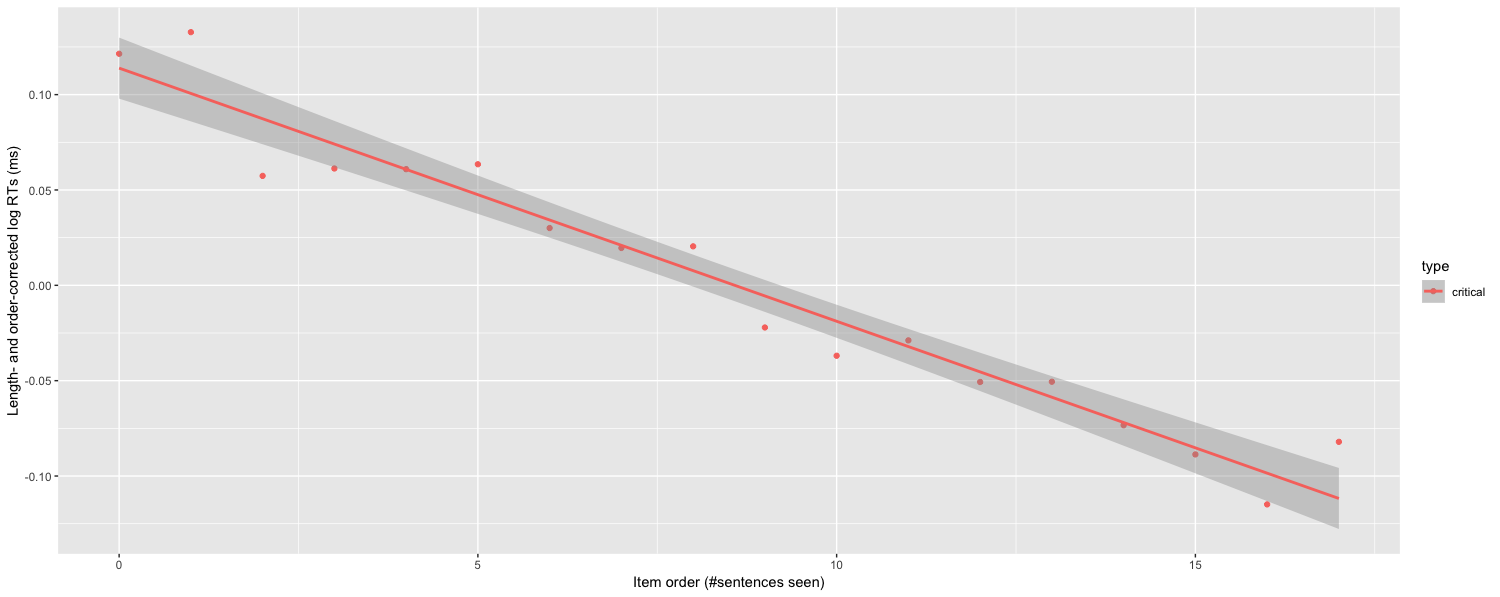 Length- and order-corrected log RTs (ms)
0.10
0.05
0.00
-0.05
-0.10
0
5
10
15
Item order (#sentences seen)
type
critical